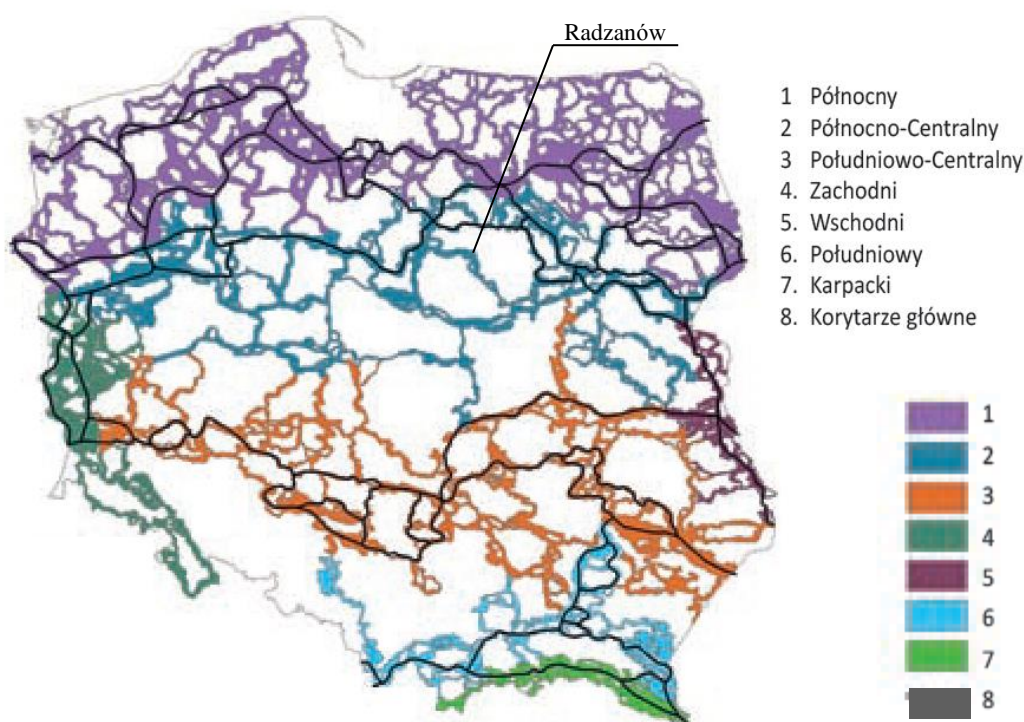 Radzanów
1 Północny
2 Północno-Centralny
3 Południowo-Centralny
4. Zachodni
5. Wschodni
6. Południowy
7. Karpacki
8. Korytarze główne
1
2
3
4
5
6
7
8